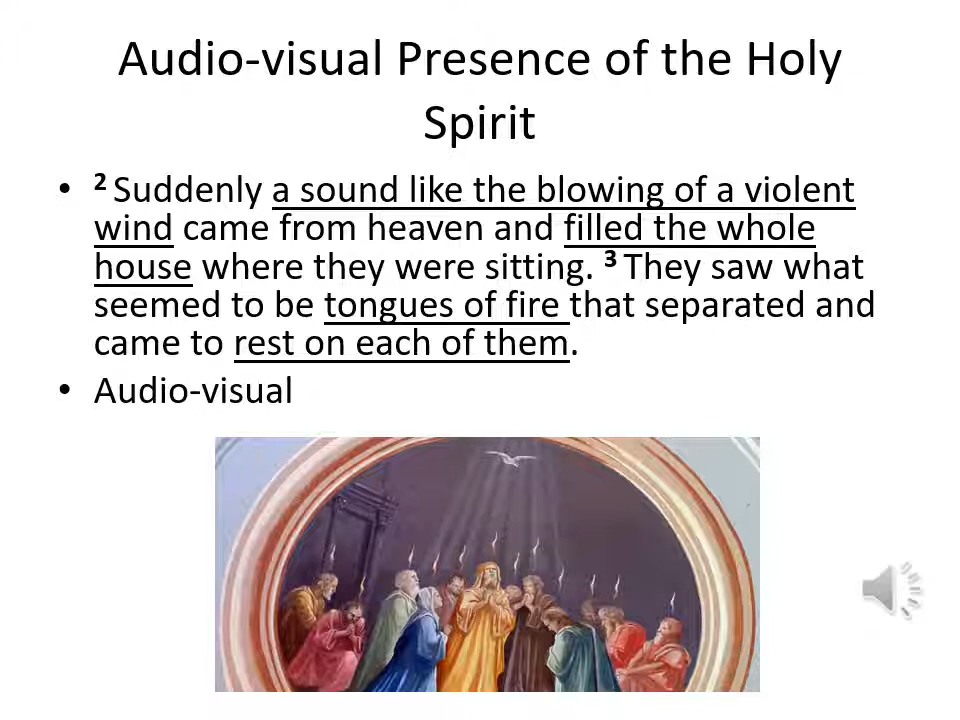 Audio-visual Presence of the Holy
Spirit
• ² Suddenly a sound like the blowing of a violent
wind came from heaven and filled the whole
house where they were sitting. ³ They saw what
seemed to be tongues of fire that separated and
came to rest on each of them.
• Audio-visual